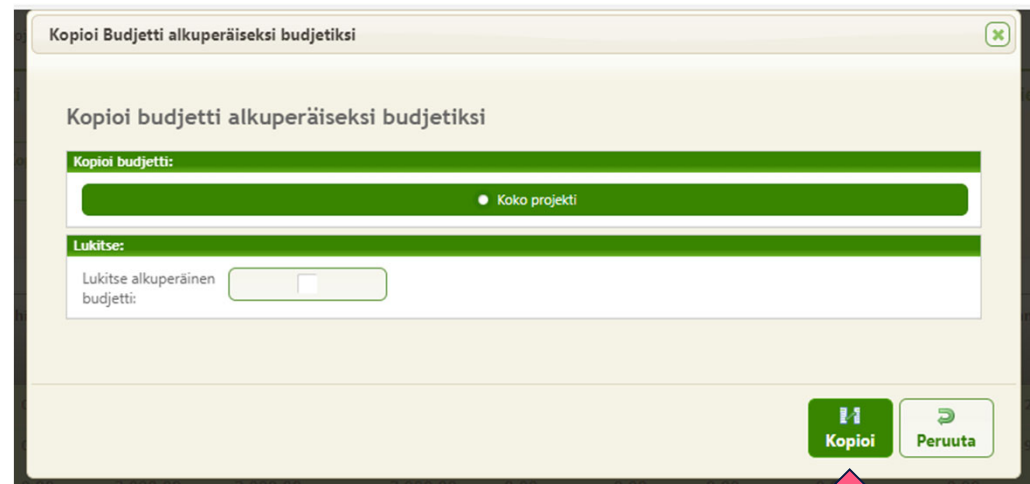 Kopioi Budjetti alkuperäiseksi budjetiksi
Kopioi budjetti alkuperäiseksi budjetiksi
Kopioi budjetti:
Koko projekti
Lukitse:
Lukitse alkuperäinen
budjetti:
Kopioi
Peruuta